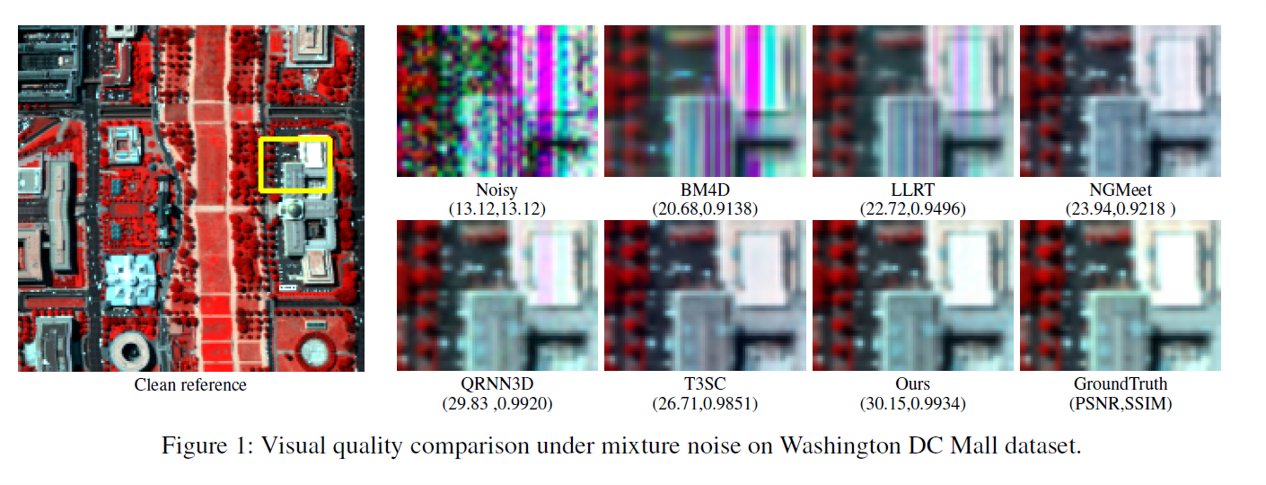 Noisy
(13.12,13.12)
BM4D
(20.68,0.9138)
LLRT
(22.72,0.9496)
NGMeet
(23.94,0.9218 )
QRNN3D
(29.83 ,0.9920)
T3SC
(26.71,0.9851)
Ours
(30.15,0.9934)
GroundTruth
(PSNR,SSIM)
Clean reference
Figure 1: Visual quality comparison under mixture noise on Washington DC Mall dataset.